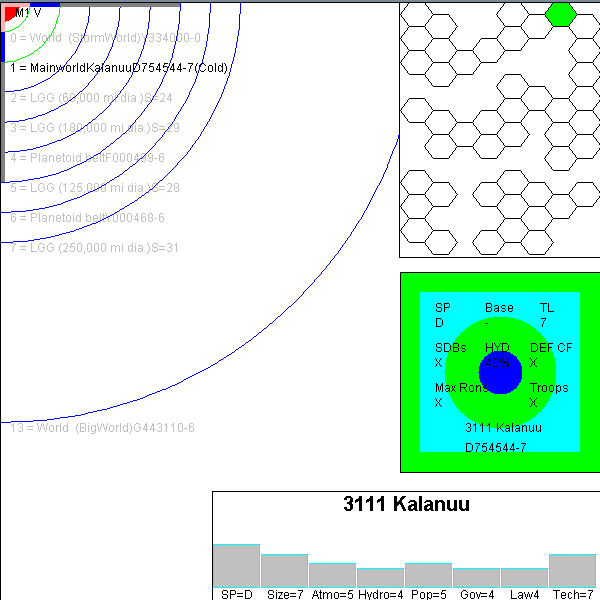 M1 V
0 = World  (StormWorld)Y334000-0
1 = MainworldKalanuuD754544-7(Cold)
2 = LGG (60,000 mi dia.)S=24
3 = LGG (180,000 mi dia.)S=29
4 = Planetoid beltF000499-6
5 = LGG (125,000 mi dia.)S=28
6 = Planetoid beltF000468-6
7 = LGG (250,000 mi dia.)S=31
13 = World  (BigWorld)G443110-6
SP Base TL
D - 7
SDBs HYD DEF CF
X 40% X
Max Rons Troops
X X
3111 Kalanuu
D754544-7
3111 Kalanuu
SP=D Size=7 Atmo=5 Hydro=4 Pop=5 Gov=4 Law4 Tech=7